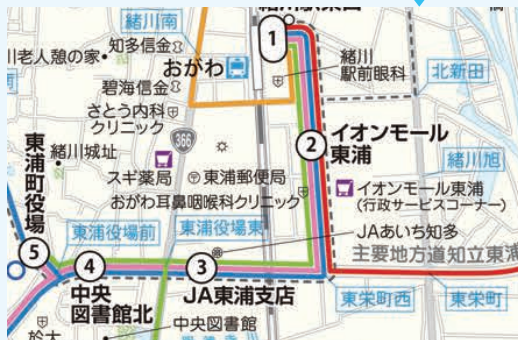 緒川駅東口
1
緒川南
川老人憩の家
知多信金
おがわ
緒川
駅前眼科
北新田
碧海信金
さとう内科
クリニック
366
2
イオンモール
東浦
東浦町役場
緒川城址
スギ薬局
東浦郵便局
おがわ耳鼻咽喉科クリニック
緒川旭
イオンモール東浦
(行政サービスコーナー)
JAあいち知多
主要地方道知立東浦
5
東浦役場前
東浦役場東
4
中央
図書館北
3
JA東浦支店
東栄町西
東栄町
中央図書館
於大